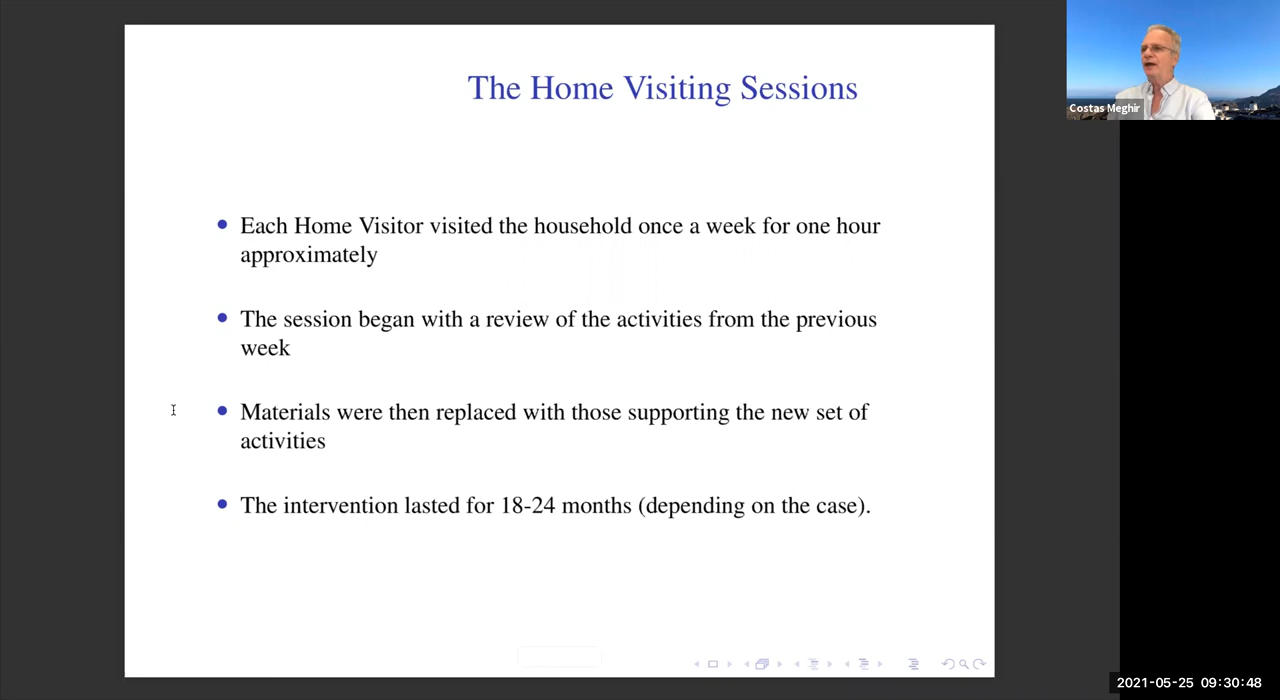 The Home Visiting Sessions
Costas Meghir
Each Home Visitor visited the household once a week for one hour
approximately
The session began with a review of the activities from the previous
week
Materials were then replaced with those supporting the new set of
activities
The intervention lasted for 18-24 months (depending on the case).
2021-05-25 09:30:48